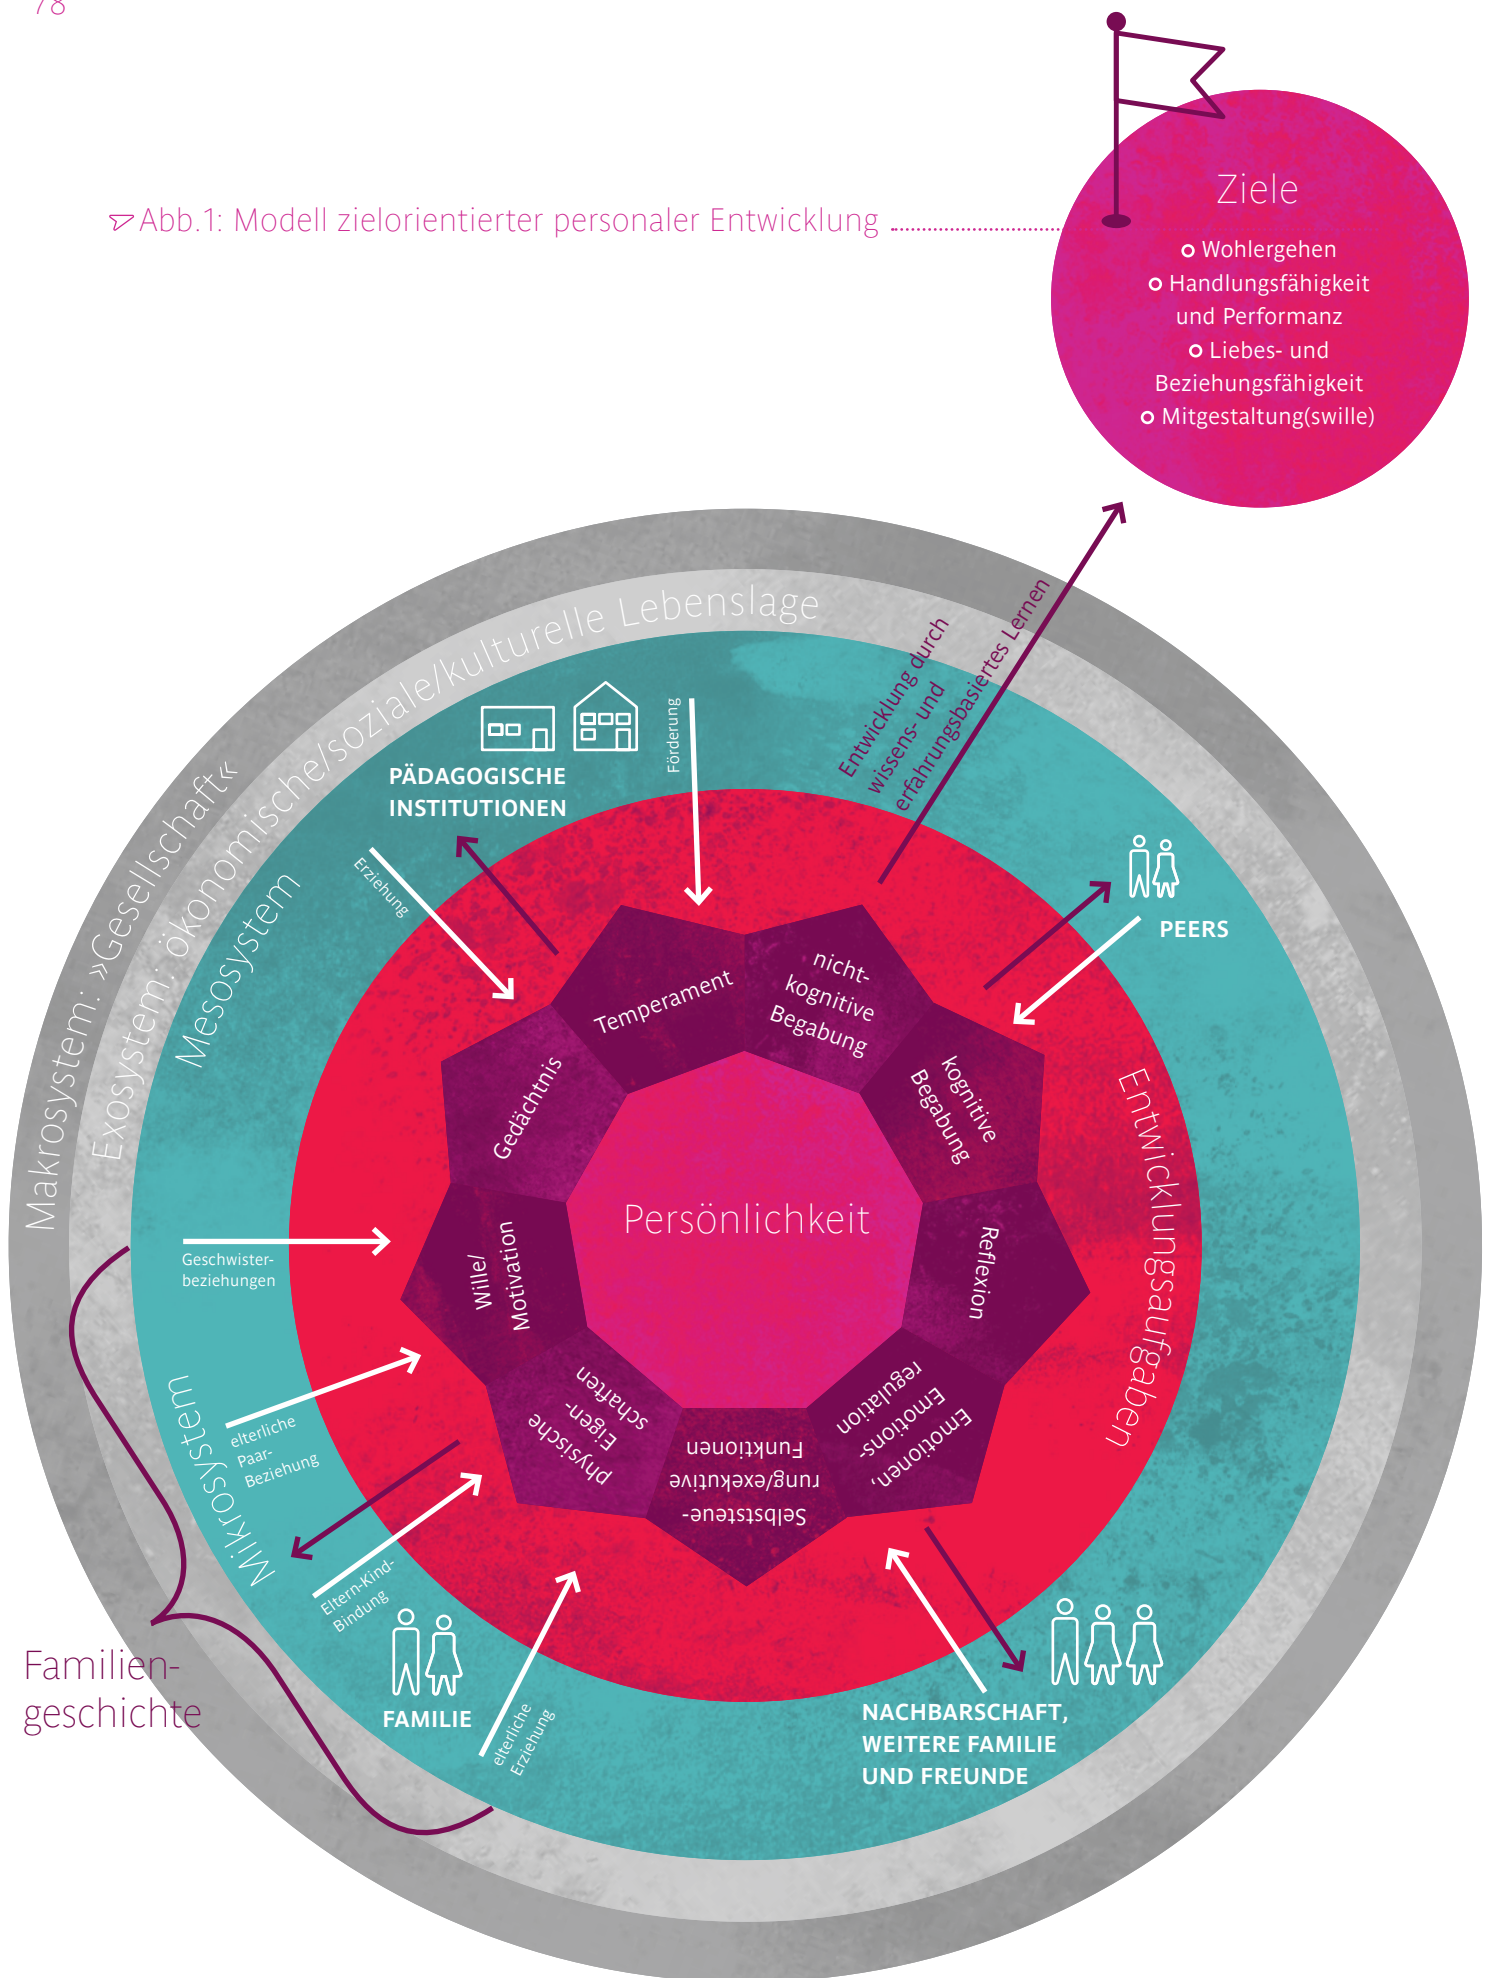 78
Abb.1: Modell zielorientierter personaler Entwicklung
Ziele
Wohlergehen
Handlungsfähigkeit
und Performanz
Liebes- und
Beziehungsfähigkeit
Mitgestaltung(swille)
Makrosystem: »Gesellschaft«
Exosystem: ökonomische/soziale/kulturelle Lebenslage
Mesosystem
Mikrosystem
PÄDAGOGISCHE
INSTITUTIONEN
Förderung
Erziehung
Entwicklung durch
wissens- und
erfahrungsbasiertes Lernen
PEERS
Entwicklungsaufgaben
Temperament
nicht-
kognitive
Begabung
kognitive
Begabung
Reflexion
Emotionen,
Emotions-
regulation
Selbststeue-
rung/exekutive
Funktionen
physische
Eigen-
schaften
Wille/
Motivation
Gedächtnis
Persönlichkeit
Geschwister-
beziehungen
elterliche
Paar-
Beziehung
Eltern-Kind-
Bindung
FAMILIE
elterliche
Erziehung
NACHBARSCHAFT,
WEITERE FAMILIE
UND FREUNDE
Familien-
geschichte